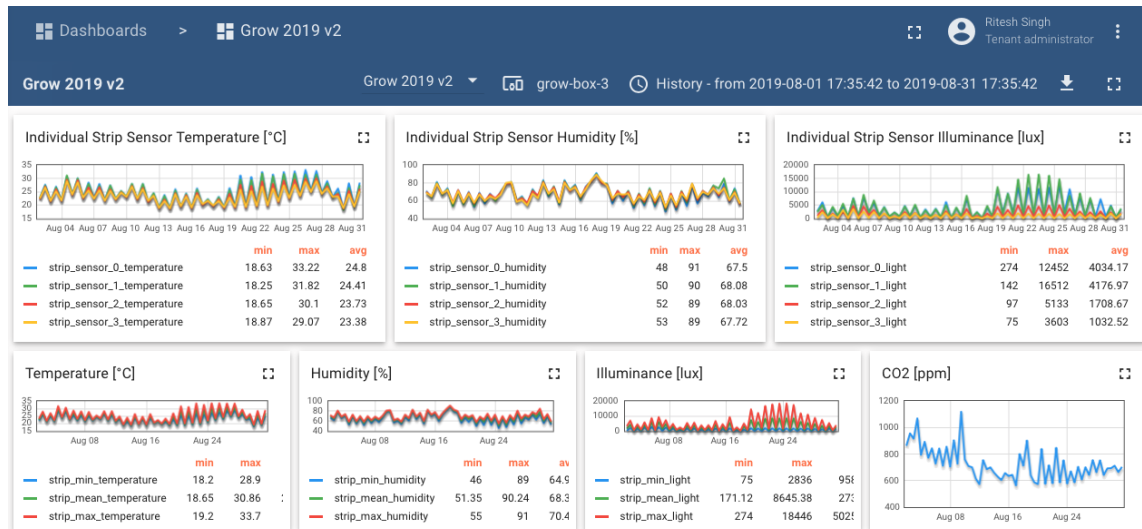 Dashboards > Grow 2019 v2
Ritesh Singh
Tenant administrator
Grow 2019 v2
Grow 2019 v2
grow-box-3
History - from 2019-08-01 17:35:42 to 2019-08-31 17:35:42
Individual Strip Sensor Temperature [°C]
35
30
25
20
15
Aug 04 Aug 07 Aug 10 Aug 13 Aug 16 Aug 19 Aug 22 Aug 25 Aug 28 Aug 31
min max avg
strip_sensor_0_temperature 18.63 33.22 24.8
strip_sensor_1_temperature 18.25 31.82 24.41
strip_sensor_2_temperature 18.65 30.1 23.73
strip_sensor_3_temperature 18.87 29.07 23.38
Individual Strip Sensor Humidity [%]
100
80
60
40
Aug 04 Aug 07 Aug 10 Aug 13 Aug 16 Aug 19 Aug 22 Aug 25 Aug 28 Aug 31
min max avg
strip_sensor_0_humidity 48 91 67.5
strip_sensor_1_humidity 50 90 68.08
strip_sensor_2_humidity 52 89 68.03
strip_sensor_3_humidity 53 89 67.72
Individual Strip Sensor Illuminance [lux]
20000
15000
10000
5000
0
Aug 04 Aug 07 Aug 10 Aug 13 Aug 16 Aug 19 Aug 22 Aug 25 Aug 28 Aug 31
min max avg
strip_sensor_0_light 274 12452 4034.17
strip_sensor_1_light 142 16512 4176.97
strip_sensor_2_light 97 5133 1708.67
strip_sensor_3_light 75 3603 1032.52
Temperature [°C]
35
30
25
20
15
Aug 08 Aug 16 Aug 24
min max
strip_min_temperature 18.2 28.9
strip_mean_temperature 18.65 30.86
strip_max_temperature 19.2 33.7
Humidity [%]
100
80
60
40
Aug 08 Aug 16 Aug 24
min max
strip_min_humidity 46 89 64.9
strip_mean_humidity 51.35 90.24 68.3
strip_max_humidity 55 91 70.4
Illuminance [lux]
20000
10000
0
Aug 08 Aug 16 Aug 24
min max
strip_min_light 75 2836 958
strip_mean_light 171.12 8645.38 273
strip_max_light 274 18446 502
CO2 [ppm]
1200
1000
800
600
400
Aug 08 Aug 16 Aug 24